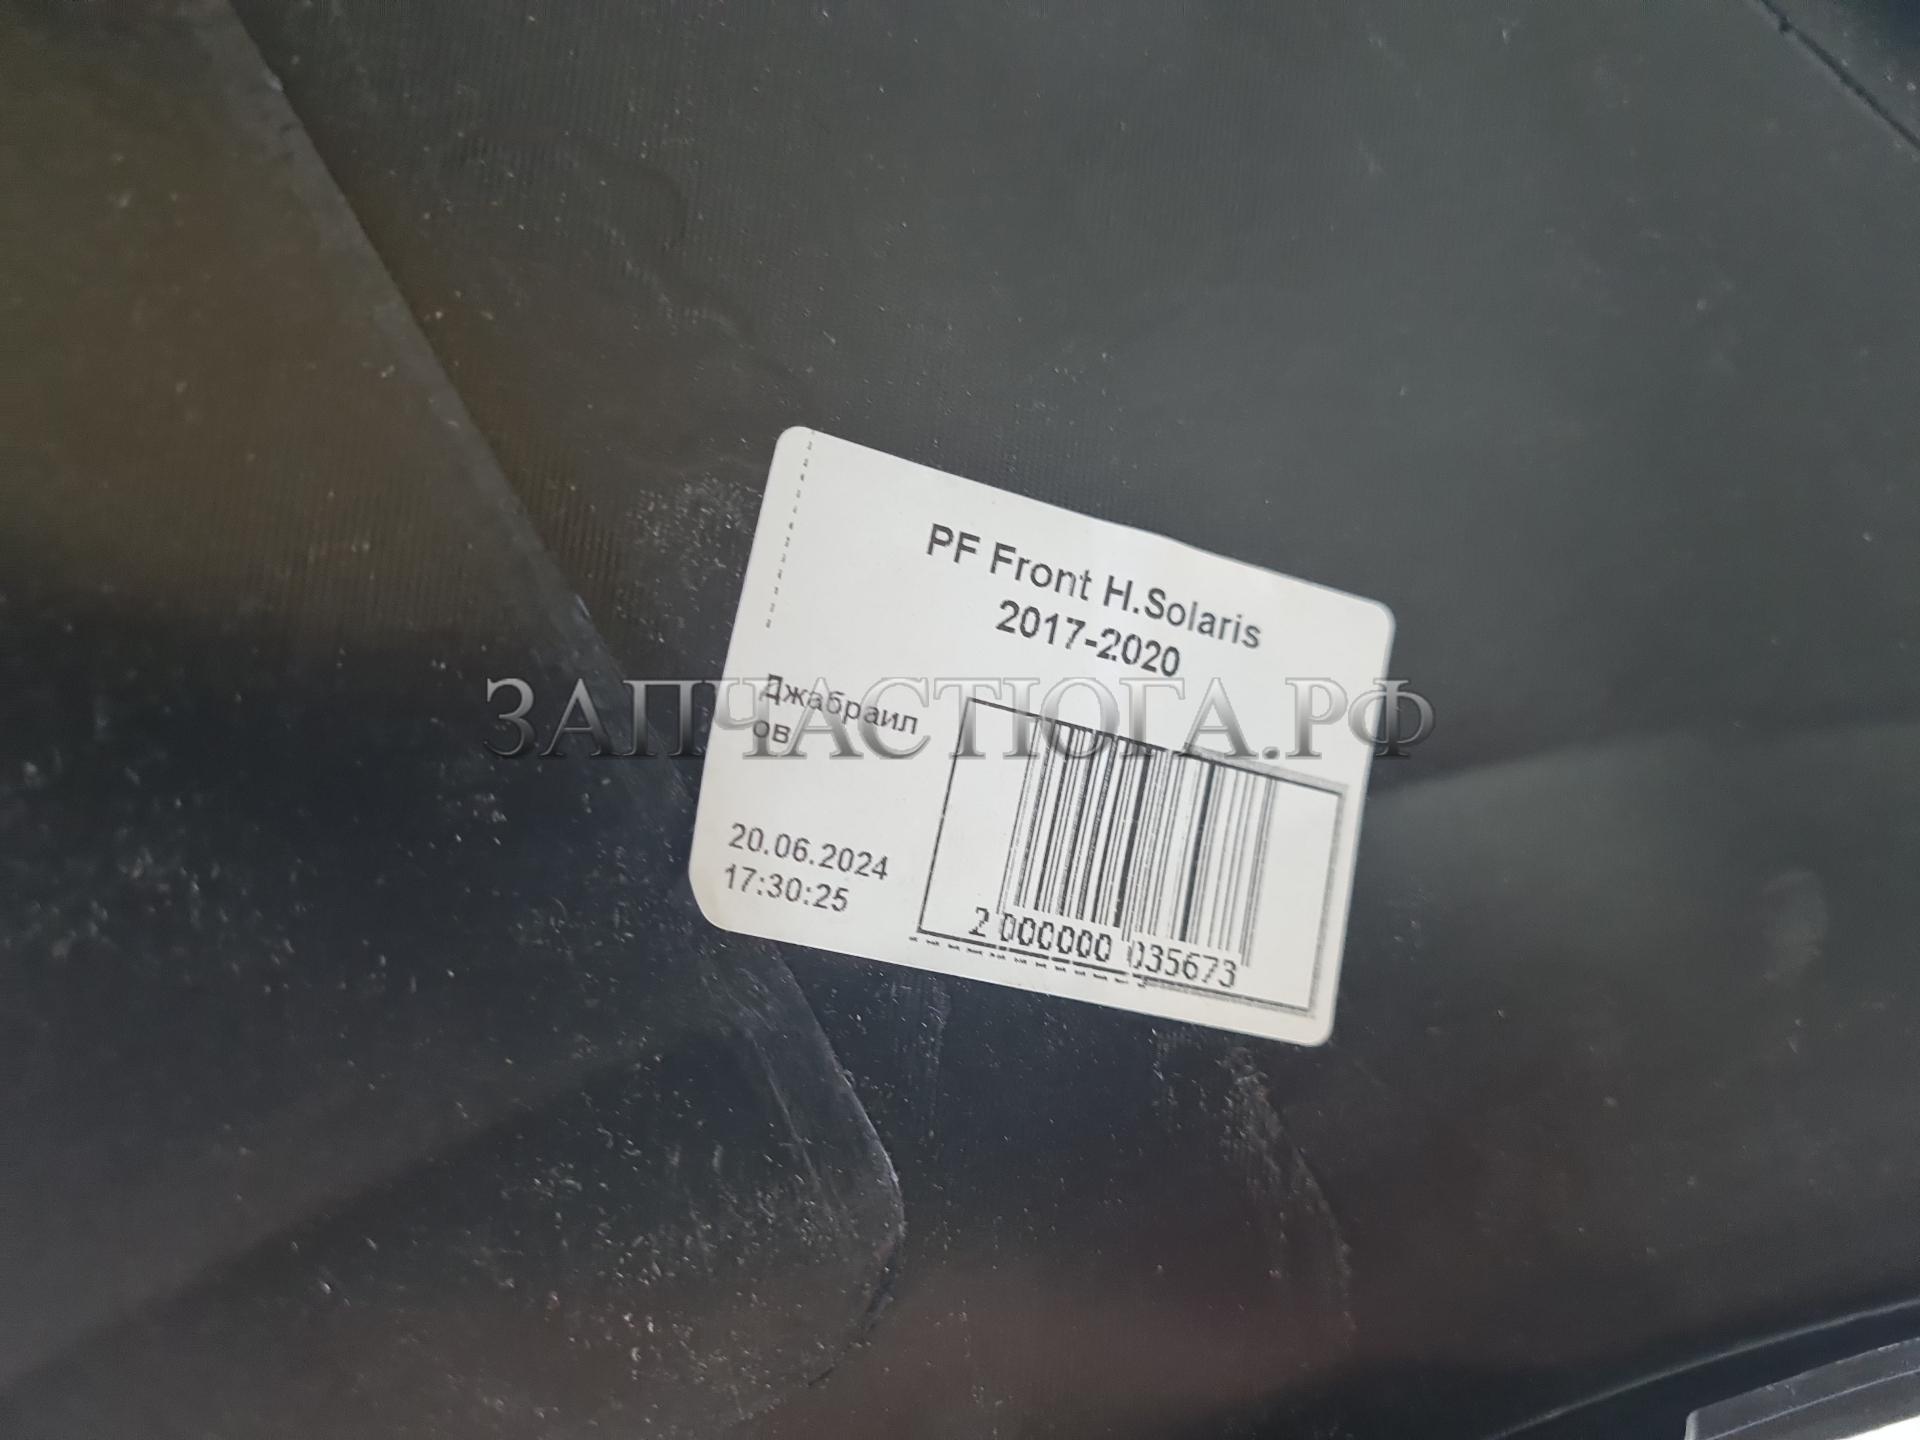 PF Front H.Solaris
2017-2020
ЗАПЧАСТЮГА.РФ
Джабраил
ов
20.06.2024
17:30:25
2 000000 035673